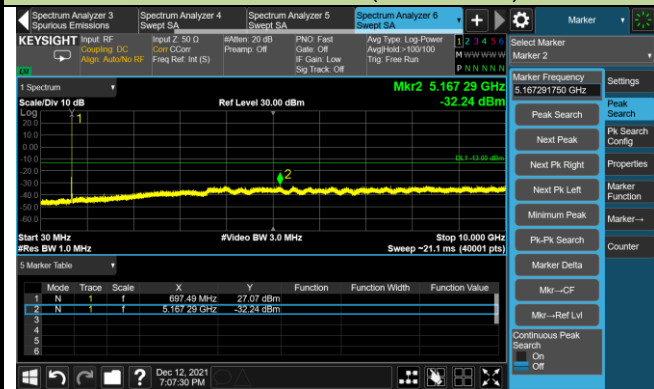 Spectrum Analyzer 3
Spurious Emissions
Spectrum Analyzer 4
Swept SA
Spectrum Analyzer 5
Swept SA
Spectrum Analyzer 6
Swept SA
Marker
KEYSIGHT
Input: RF
Coupling: DC
Align: Auto/No RF
Input Z: 50 Ω
Corr CCorr
Freq Ref: Int (S)
#Atten: 20 dB
Preamp: Off
PNO: Fast
Gate: Off
IF Gain: Low
Sig Track: Off
Avg Type: Log-Power
Avg|Hold:>100/100
Trig: Free Run
1 2 3 4 5 6
M W W W W W
P N N N N N
Select Marker
Marker 2
1 Spectrum
Mkr2 5.167 29 GHz
-32.24 dBm
Scale/Div 10 dB
Ref Level 30.00 dBm
Log
20.0
10.0
0.00
-10.0
-20.0
-30.0
-40.0
-50.0
-60.0
1
2
DL1 -13.00 dBm
Start 30 MHz
#Video BW 3.0 MHz
Stop 10.000 GHz
#Res BW 1.0 MHz
Sweep ~21.1 ms (40001 pts)
5 Marker Table
Mode Trace Scale X Y Function Function Width Function Value
1 N 1 f 697.49 MHz 27.07 dBm
2 N 1 f 5.167 29 GHz -32.24 dBm
3
4
5
6
Marker Frequency
5.167291750 GHz
Peak Search
Next Peak
Next Pk Right
Next Pk Left
Minimum Peak
Pk-Pk Search
Marker Delta
Mkr→CF
Mkr→Ref Lvl
Continuous Peak Search
On
Off
Settings
Peak Search
Pk Search Config
Properties
Marker Function
Marker→
Counter
Dec 12, 2021
7:07:30 PM